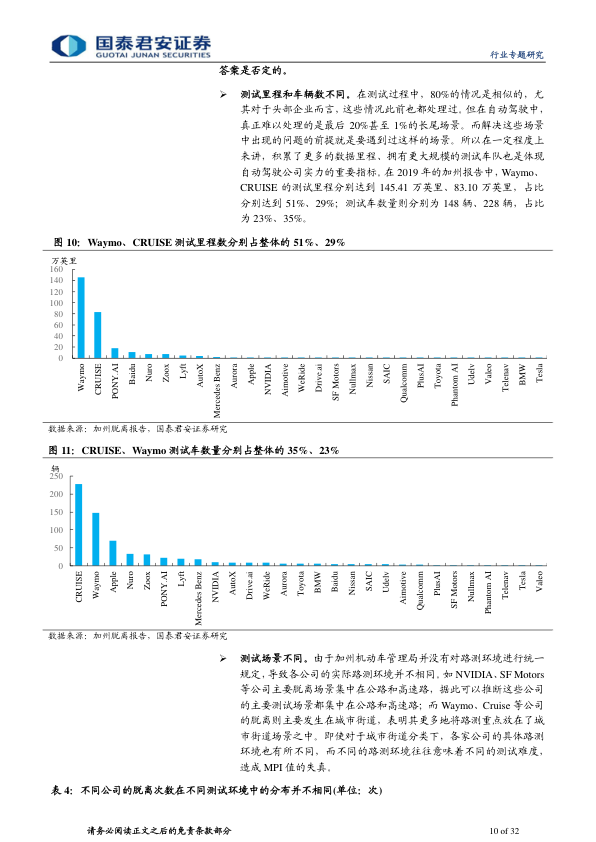 国泰君安证券
GUOTAI JUNAN SECURITIES
行业专题研究
答案是否定的。
➢ 测试里程和车辆数不同。在测试过程中，80%的情况是相似的，尤
其对于头部企业而言，这些情况此前也都处理过。但在自动驾驶中，
真正难以处理的是最后 20%甚至 1%的长尾场景。而解决这些场景
中出现的问题的前提就是要遇到过这样的场景。所以在一定程度上
来讲，积累了更多的数据里程、拥有更大规模的测试车队也是体现
自动驾驶公司实力的重要指标。在 2019 年的加州报告中，Waymo、
CRUISE 的测试里程分别达到 145.41 万英里、83.10 万英里，占比
分别达到 51%、29%；测试车数量则分别为 148 辆、228 辆，占比
为 23%、35%。
图 10：Waymo、CRUISE 测试里程数分别占整体的 51%、29%
万英里
160
140
120
100
80
60
40
20
0
Waymo
CRUISE
PONY.AI
Baidu
Nuro
Zoox
Lyft
AutoX
Mercedes Benz
Aurora
Apple
NVIDIA
Aimotive
WeRide
Drive.ai
SF Motors
Nullmax
Nissan
SAIC
Qualcomm
PlusAI
Toyota
Phantom AI
Udelv
Valeo
Telenav
BMW
Tesla
数据来源：加州脱离报告、国泰君安证券研究
图 11：CRUISE、Waymo 测试车数量分别占整体的 35%、23%
辆
250
200
150
100
50
0
CRUISE
Waymo
Apple
Nuro
Zoox
PONY.AI
Lyft
Mercedes Benz
NVIDIA
AutoX
Drive.ai
WeRide
Aurora
Toyota
BMW
Baidu
Nissan
SAIC
Udelv
Aimotive
Qualcomm
PlusAI
SF Motors
Nullmax
Phantom AI
Telenav
Tesla
Valeo
数据来源：加州脱离报告、国泰君安证券研究
➢ 测试场景不同。由于加州机动车管理局并没有对路测环境进行统一
规定，导致各公司的实际路测环境并不相同。如 NVIDIA、SF Motors
等公司主要脱离场景集中在公路和高速路，据此可以推断这些公司
的主要测试场都集中在公路和高速路；而 Waymo、Cruise 等公司
的脱离则主要发生在城市街道，表明其更多地将路测重点放在了城
市街道场景之中。即使对于城市街道分类下，各家公司的具体路测
环境也有所不同，而不同的路测环境往往意味着不同的测试难度，
造成 MPI 值的失真。
表 4：不同公司的脱离次数在不同测试环境中的分布并不相同(单位：次)
请务必阅读正文之后的免责条款部分
10 of 32